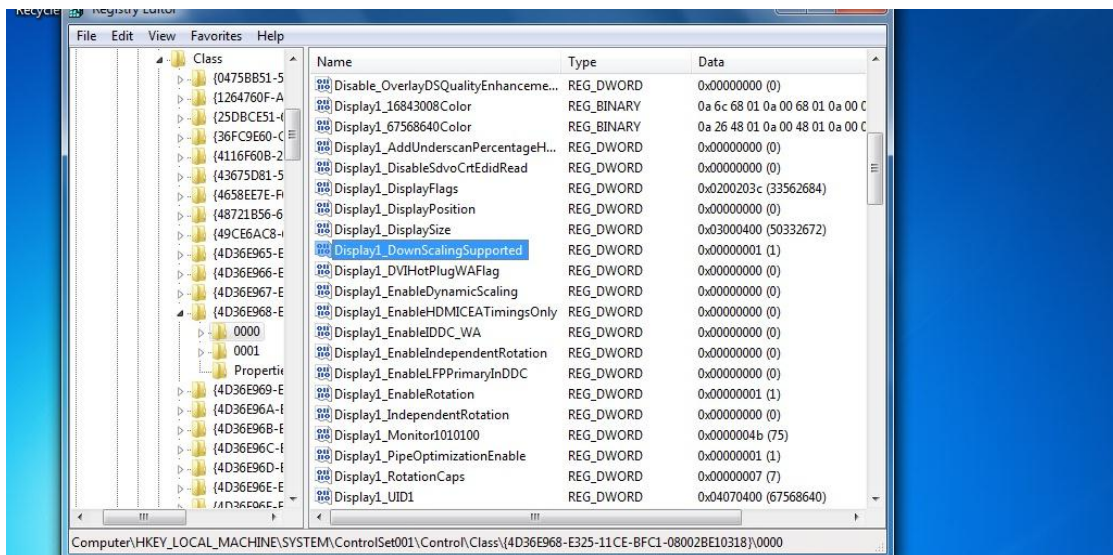 Recycle Registry Editor
File Edit View Favorites Help
Class
{0475BB51-5
{1264760F-A
{25DBCE51-
{36FC9E60-C
{4116F60B-2
{43675D81-5
{4658EE7E-F
{48721B56-6
{49CE6AC8-
{4D36E965-E
{4D36E966-E
{4D36E967-E
{4D36E968-E
0000
0001
Properti
{4D36E969-E
{4D36E96A-E
{4D36E96B-E
{4D36E96C-E
{4D36E96D-E
{4D36E96E-E
{4D36E96F-E
Name Type Data
Disable_OverlayDSQualityEnhanceme... REG_DWORD 0x00000000 (0)
Display1_16843008Color REG_BINARY 0a 6c 68 01 0a 00 68 01 0a 00 0
Display1_67568640Color REG_BINARY 0a 26 48 01 0a 00 48 01 0a 00 0
Display1_AddUnderscanPercentageH... REG_DWORD 0x00000000 (0)
Display1_DisableSdvoCrtEdidRead REG_DWORD 0x00000000 (0)
Display1_DisplayFlags REG_DWORD 0x0200203c (33562684)
Display1_DisplayPosition REG_DWORD 0x00000000 (0)
Display1_DisplaySize REG_DWORD 0x03000400 (50332672)
Display1_DownScalingSupported REG_DWORD 0x00000001 (1)
Display1_DVIHotPlugWAFlag REG_DWORD 0x00000000 (0)
Display1_EnableDynamicScaling REG_DWORD 0x00000000 (0)
Display1_EnableHDMICEATimingsOnly REG_DWORD 0x00000000 (0)
Display1_EnableIDDC_WA REG_DWORD 0x00000000 (0)
Display1_EnableIndependentRotation REG_DWORD 0x00000000 (0)
Display1_EnableLFPPrimaryInDDC REG_DWORD 0x00000000 (0)
Display1_EnableRotation REG_DWORD 0x00000001 (1)
Display1_IndependentRotation REG_DWORD 0x00000000 (0)
Display1_Monitor1010100 REG_DWORD 0x0000004b (75)
Display1_PipeOptimizationEnable REG_DWORD 0x00000001 (1)
Display1_RotationCaps REG_DWORD 0x00000007 (7)
Display1_UID1 REG_DWORD 0x04070400 (67568640)
Computer\HKEY_LOCAL_MACHINE\SYSTEM\ControlSet001\Control\Class\{4D36E968-E325-11CE-BFC1-08002BE10318}\0000